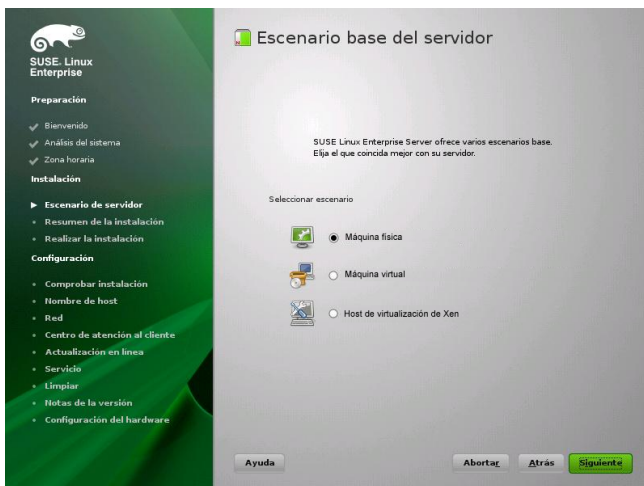 SUSE. Linux
Enterprise
Preparación
Bienvenido
Análisis del sistema
Zona horaria
Instalación
Escenario de servidor
Resumen de la instalación
Realizar la instalación
Configuración
Comprobar instalación
Nombre de host
Red
Centro de atención al cliente
Actualización en línea
Servicio
Limpiar
Notas de la versión
Configuración del hardware
Escenario base del servidor
SUSE Linux Enterprise Server ofrece varios escenarios base.
Elija el que coincida mejor con su servidor.
Seleccionar escenario
Máquina física
Máquina virtual
Host de virtualización de Xen
Ayuda
Abortar
Atrás
Siguiente